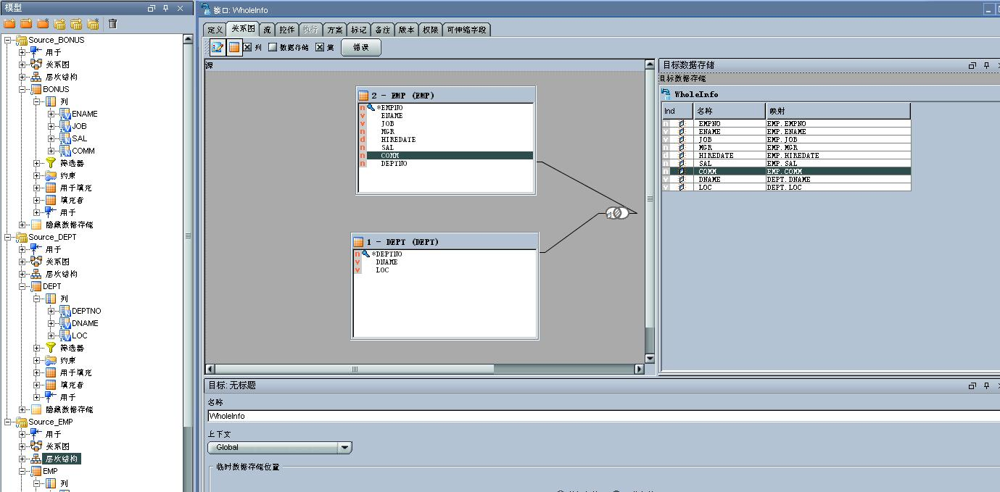 模型
Source_BONUS
用于
关系图
层次结构
BONUS
列
ENAME
JOB
SAL
COMM
筛选器
约束
用于填充
填充者
用于
隐藏数据存储
Source_DEPT
用于
关系图
层次结构
DEPT
列
DEPTNO
DNAME
LOC
筛选器
约束
用于填充
填充者
用于
隐藏数据存储
Source_EMP
用于
关系图
层次结构
EMP
列
接口: WholeInfo
定义 关系图 流 控件 执行 方案 标记 备注 版本 权限 可伸缩字段
列 数据存储 集 错误
源
2 - EMP (EMP)
n *EMPNO
v ENAME
v JOB
n MGR
d HIREDATE
n SAL
n COMM
n DEPTNO
1 - DEPT (DEPT)
n *DEPTNO
v DNAME
v LOC
目标数据存储
目标数据存储
WholeInfo
Ind 名称 映射
n EMPNO EMP.EMPNO
v ENAME EMP.ENAME
v JOB EMP.JOB
n MGR EMP.MGR
d HIREDATE EMP.HIREDATE
n SAL EMP.SAL
n COMM EMP.COMM
v DNAME DEPT.DNAME
v LOC DEPT.LOC
目标: 无标题
名称
WholeInfo
上下文
Global
临时数据存储位置